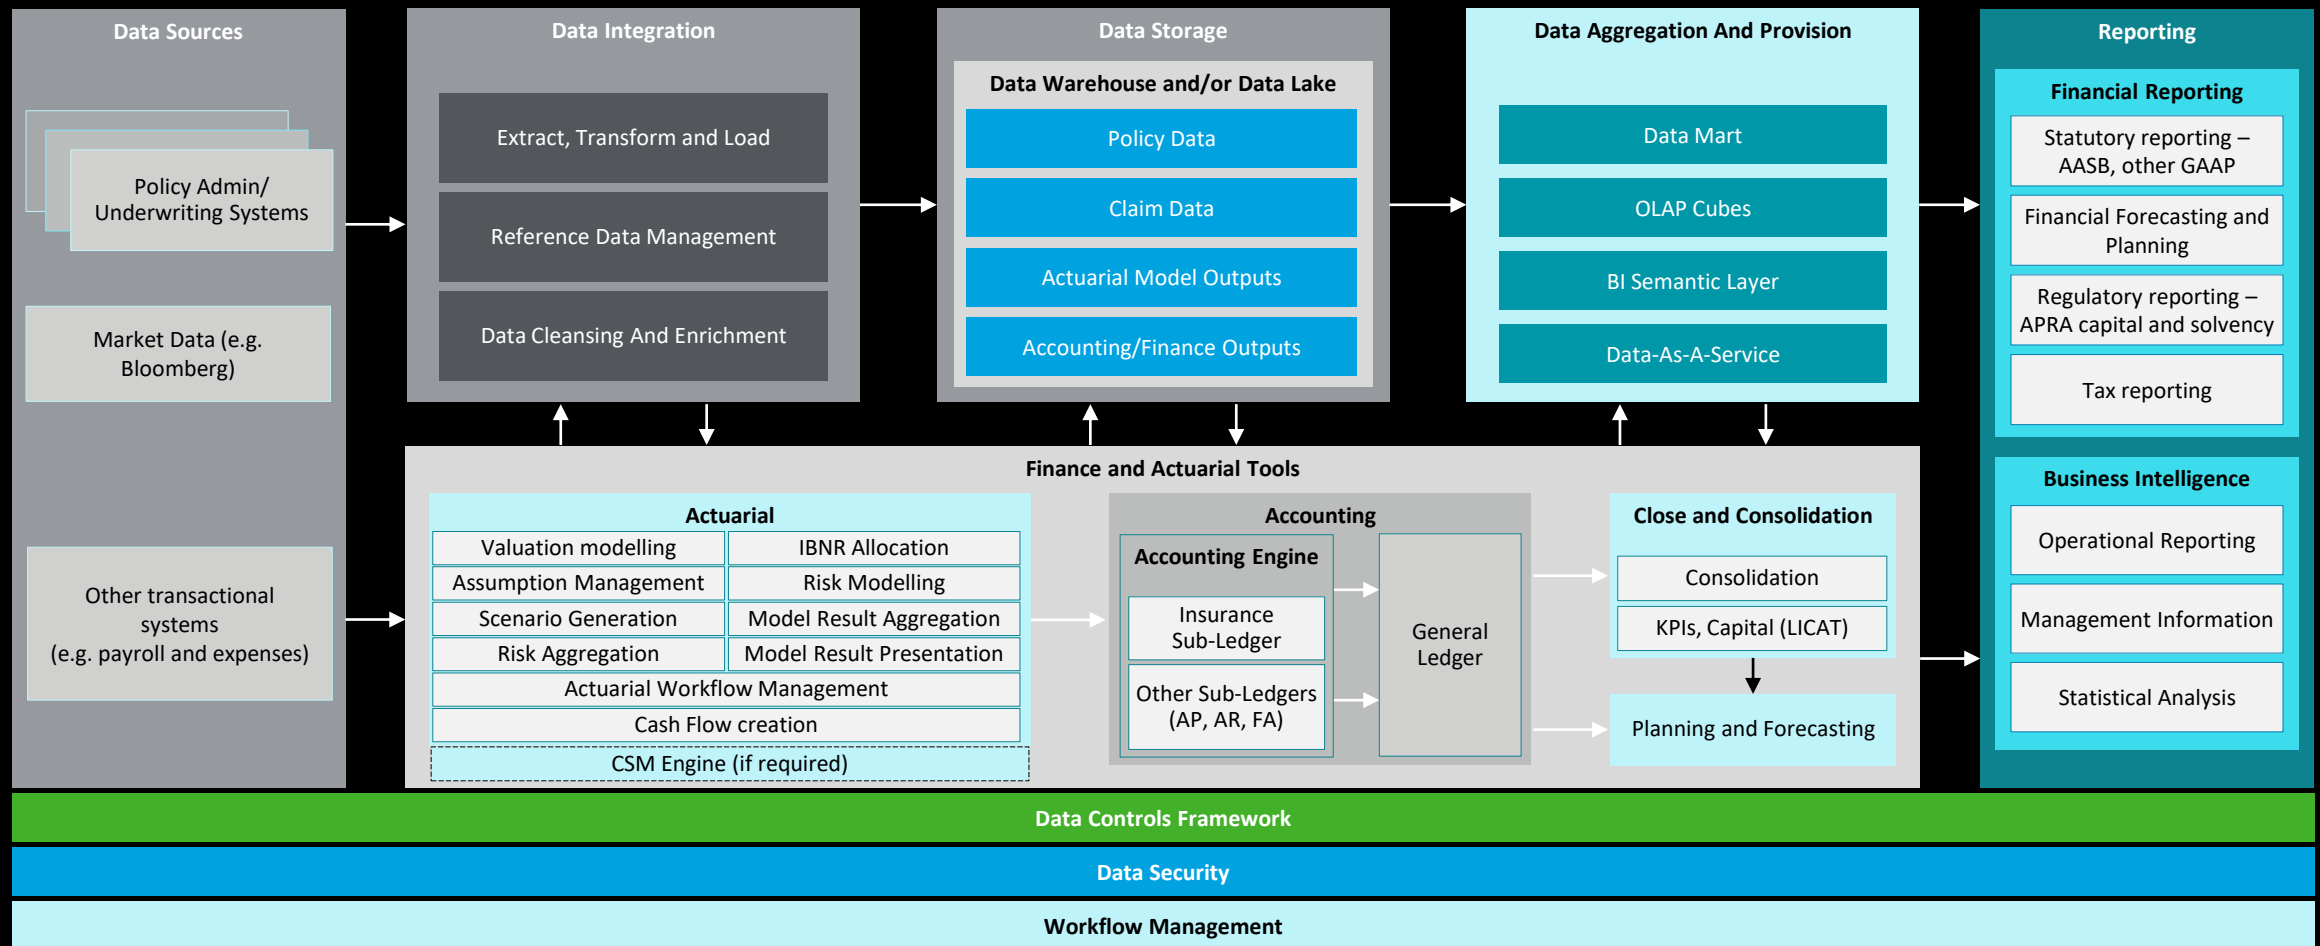 Data Sources
Policy Admin/
Underwriting Systems
Market Data (e.g.
Bloomberg)
Other transactional
systems
(e.g. payroll and expenses)
Data Integration
Extract, Transform and Load
Reference Data Management
Data Cleansing And Enrichment
Data Storage
Data Warehouse and/or Data Lake
Policy Data
Claim Data
Actuarial Model Outputs
Accounting/Finance Outputs
Data Aggregation And Provision
Data Mart
OLAP Cubes
BI Semantic Layer
Data-As-A-Service
Reporting
Financial Reporting
Statutory reporting –
AASB, other GAAP
Financial Forecasting and
Planning
Regulatory reporting –
APRA capital and solvency
Tax reporting
Business Intelligence
Operational Reporting
Management Information
Statistical Analysis
Finance and Actuarial Tools
Actuarial
Valuation modelling
IBNR Allocation
Assumption Management
Risk Modelling
Scenario Generation
Model Result Aggregation
Risk Aggregation
Model Result Presentation
Actuarial Workflow Management
Cash Flow creation
CSM Engine (if required)
Accounting
Accounting Engine
Insurance
Sub-Ledger
Other Sub-Ledgers
(AP, AR, FA)
General
Ledger
Close and Consolidation
Consolidation
KPIs, Capital (LICAT)
Planning and Forecasting
Data Controls Framework
Data Security
Workflow Management